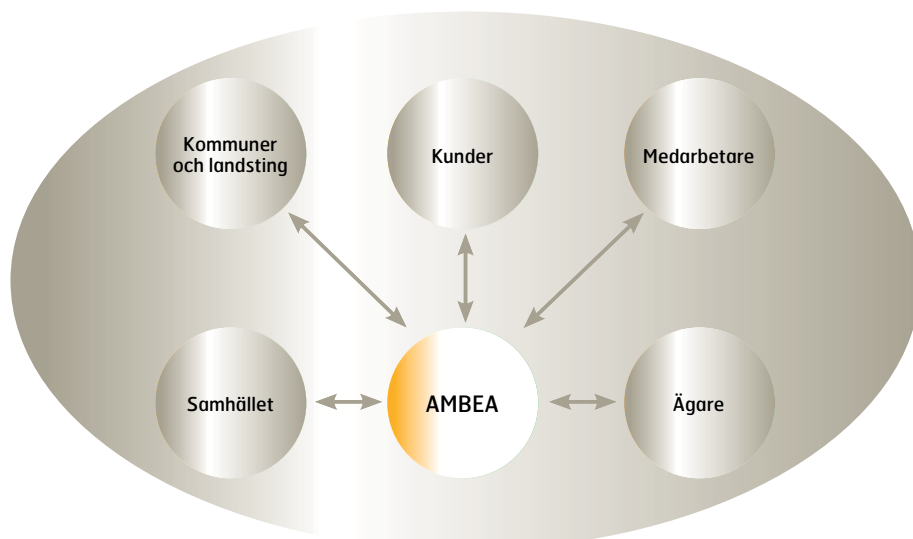 Kommuner
och landsting
Kunder
Medarbetare
Samhället
AMBEA
Ägare